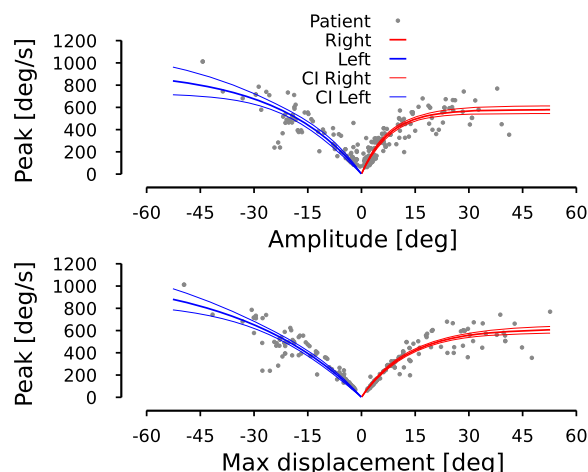 Patient
Right
Left
CI Right
CI Left
1200
1000
800
600
400
200
0
Peak [deg/s]
-60 -45 -30 -15 0 15 30 45 60
Amplitude [deg]
1200
1000
800
600
400
200
0
Peak [deg/s]
-60 -45 -30 -15 0 15 30 45 60
Max displacement [deg]